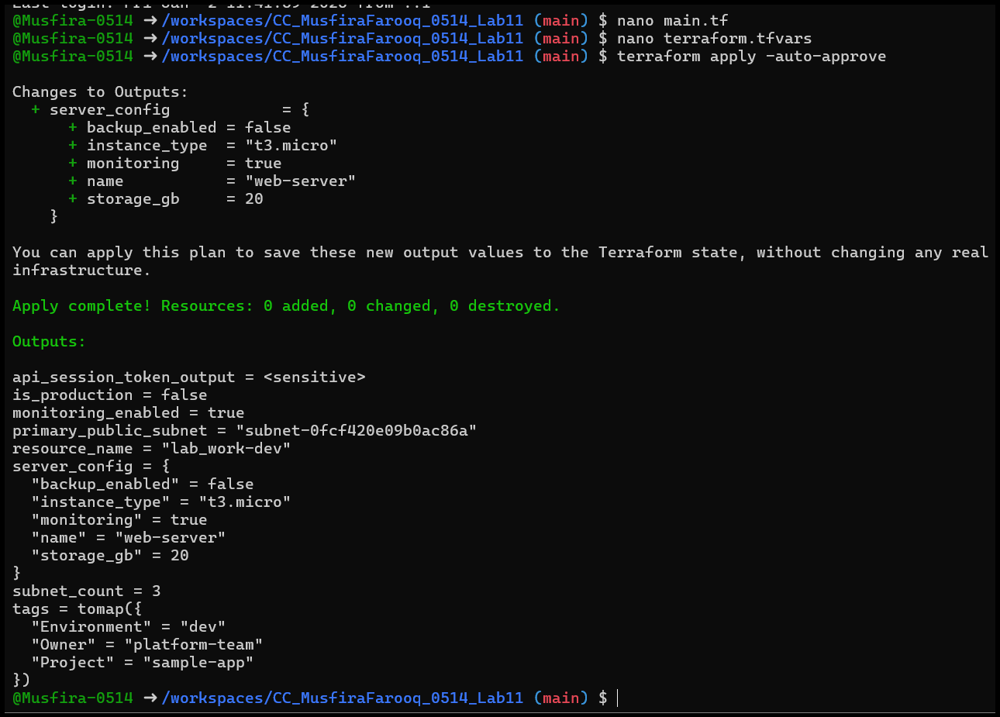 @Musfira-0514 ➜ /workspaces/CC_MusfiraFarooq_0514_Lab11 (main) $ nano main.tf
@Musfira-0514 ➜ /workspaces/CC_MusfiraFarooq_0514_Lab11 (main) $ nano terraform.tfvars
@Musfira-0514 ➜ /workspaces/CC_MusfiraFarooq_0514_Lab11 (main) $ terraform apply -auto-approve
Changes to Outputs:
  + server_config            = {
      + backup_enabled = false
      + instance_type  = "t3.micro"
      + monitoring     = true
      + name           = "web-server"
      + storage_gb     = 20
    }
You can apply this plan to save these new output values to the Terraform state, without changing any real
infrastructure.
Apply complete! Resources: 0 added, 0 changed, 0 destroyed.
Outputs:
api_session_token_output = <sensitive>
is_production = false
monitoring_enabled = true
primary_public_subnet = "subnet-0fcf420e09b0ac86a"
resource_name = "lab_work-dev"
server_config = {
  "backup_enabled" = false
  "instance_type" = "t3.micro"
  "monitoring" = true
  "name" = "web-server"
  "storage_gb" = 20
}
subnet_count = 3
tags = tomap({
  "Environment" = "dev"
  "Owner" = "platform-team"
  "Project" = "sample-app"
})
@Musfira-0514 ➜ /workspaces/CC_MusfiraFarooq_0514_Lab11 (main) $